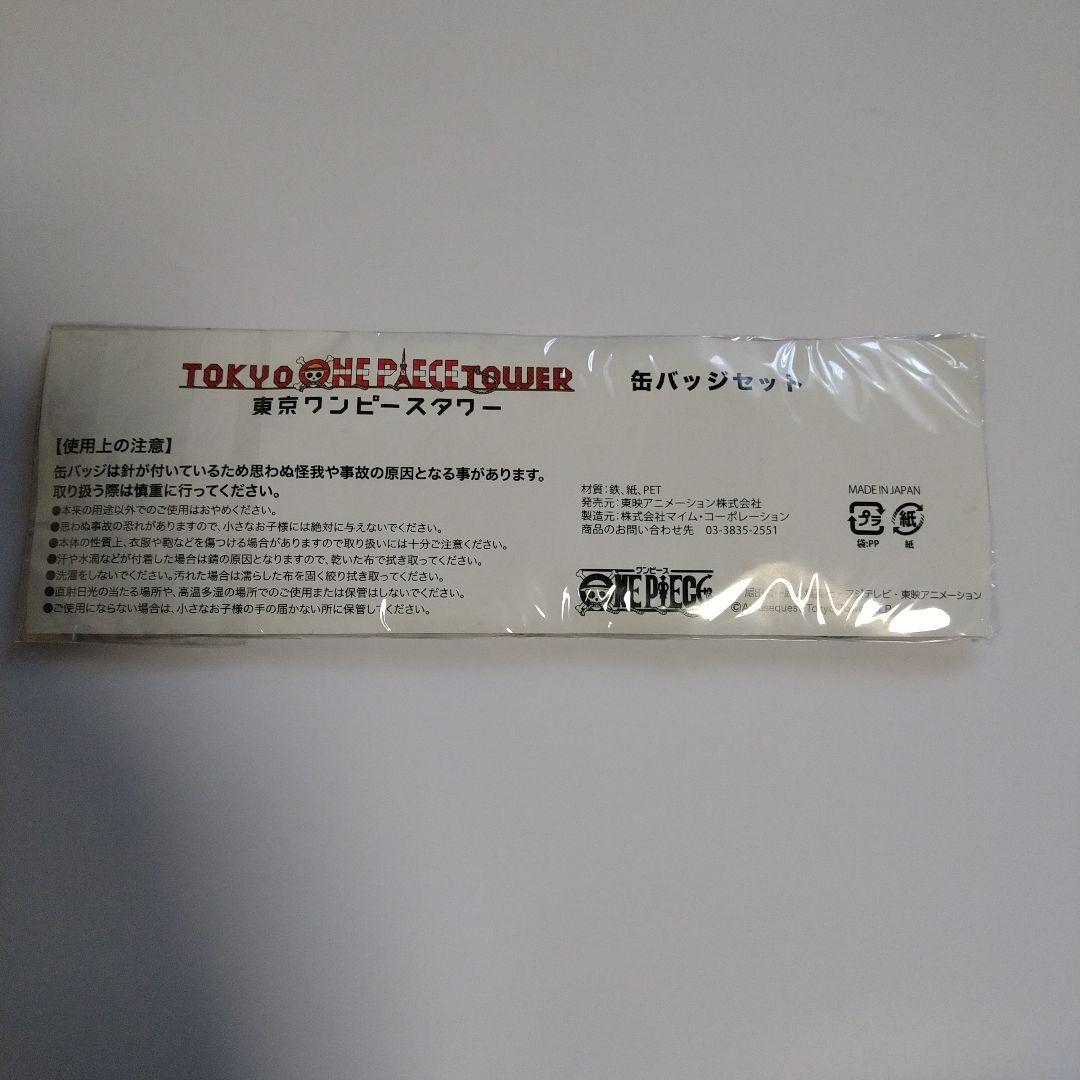 TOKYO ONE PIECE TOWER
東京ワンピースタワー
缶バッジセット
【使用上の注意】
缶バッジは針が付いているため思わぬ怪我や事故の原因となる事があります。
取り扱う際は慎重に行ってください。
●本来の用途以外でのご使用はおやめください。
●思わぬ事故の恐れがありますので、小さなお子様には絶対に与えないでください。
●本体の性質上、衣服や鞄などを傷つける場合がありますので取り扱いには十分ご注意ください。
●汗や水滴などが付着した場合は錆の原因となりますので、乾いた布で拭き取ってください。
●洗濯をしないでください。汚れた場合は濡らした布を固く絞り拭き取ってください。
●直射日光の当たる場所や、高温多湿の場所でのご使用または保管はしないでください。
●ご使用にならない場合は、小さなお子様の手の届かない所に保管してください。
材質：鉄、紙、PET
発売元：東映アニメーション株式会社
製造元：株式会社マイム・コーポレーション
商品のお問い合わせ先 03-3835-2551
MADE IN JAPAN
プラ
紙
袋:PP
紙
ワンピース
ONE PIECE
フジテレビ・東映アニメーション
Tokyo